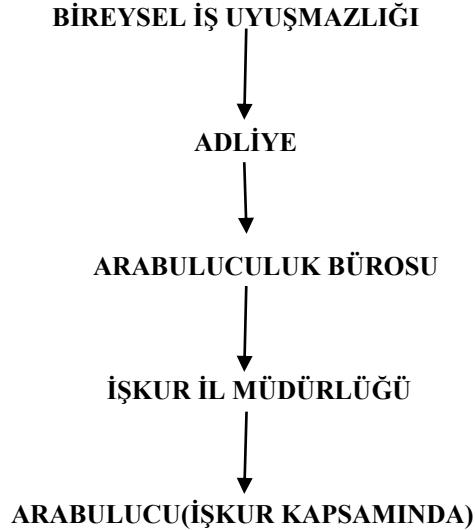 BİREYSEL İŞ UYUŞMAZLIĞI
ADLİYE
ARABULUCULUK BÜROSU
İŞKUR İL MÜDÜRLÜĞÜ
ARABULUCU(İŞKUR KAPSAMINDA)